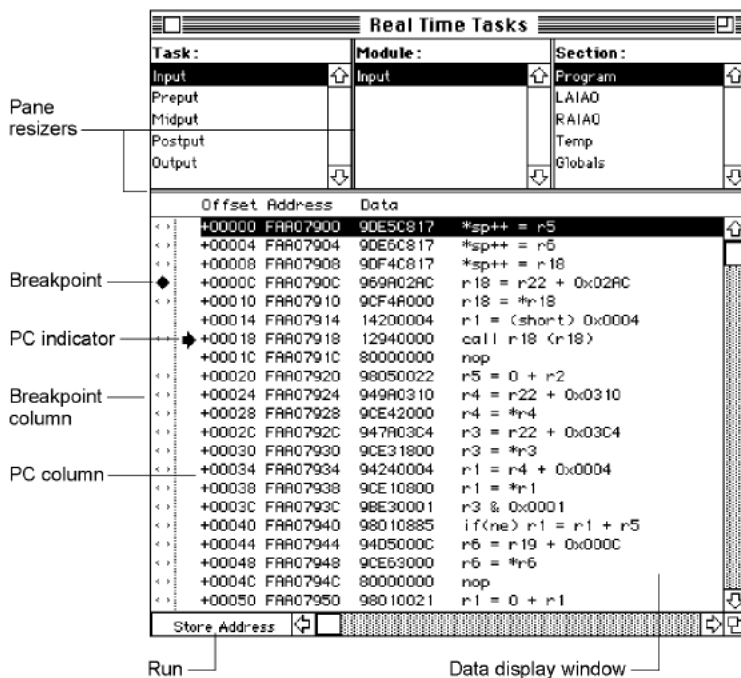 Real Time Tasks
Task: Module: Section:
Input Input Program
Preput LAIAO
Midput RAIAO
Postput Temp
Output Globals
Pane
resizers
Offset Address Data
+00000 FAA07900 9DE5C817 *sp++ = r5
+00004 FAA07904 9DE6C817 *sp++ = r6
+00008 FAA07908 9DF4C817 *sp++ = r18
Breakpoint
+0000C FAA0790C 969A02AC r18 = r22 + 0x02AC
+00010 FAA07910 9CF4A000 r18 = *r18
+00014 FAA07914 14200004 r1 = (short) 0x0004
PC indicator
+00018 FAA07918 12940000 call r18 (r18)
+0001C FAA0791C 80000000 nop
+00020 FAA07920 98050022 r5 = 0 + r2
Breakpoint
column
+00024 FAA07924 949A0310 r4 = r22 + 0x0310
+00028 FAA07928 9CE42000 r4 = *r4
+0002C FAA0792C 947A03C4 r3 = r22 + 0x03C4
+00030 FAA07930 9CE31800 r3 = *r3
PC column
+00034 FAA07934 94240004 r1 = r4 + 0x0004
+00038 FAA07938 9CE10800 r1 = *r1
+0003C FAA0793C 9BE30001 r3 & 0x0001
+00040 FAA07940 98010885 if(ne) r1 = r1 + r5
+00044 FAA07944 94D5000C r6 = r19 + 0x000C
+00048 FAA07948 9CE63000 r6 = *r6
+0004C FAA0794C 80000000 nop
+00050 FAA07950 98010021 r1 = 0 + r1
Store Address
Run
Data display window